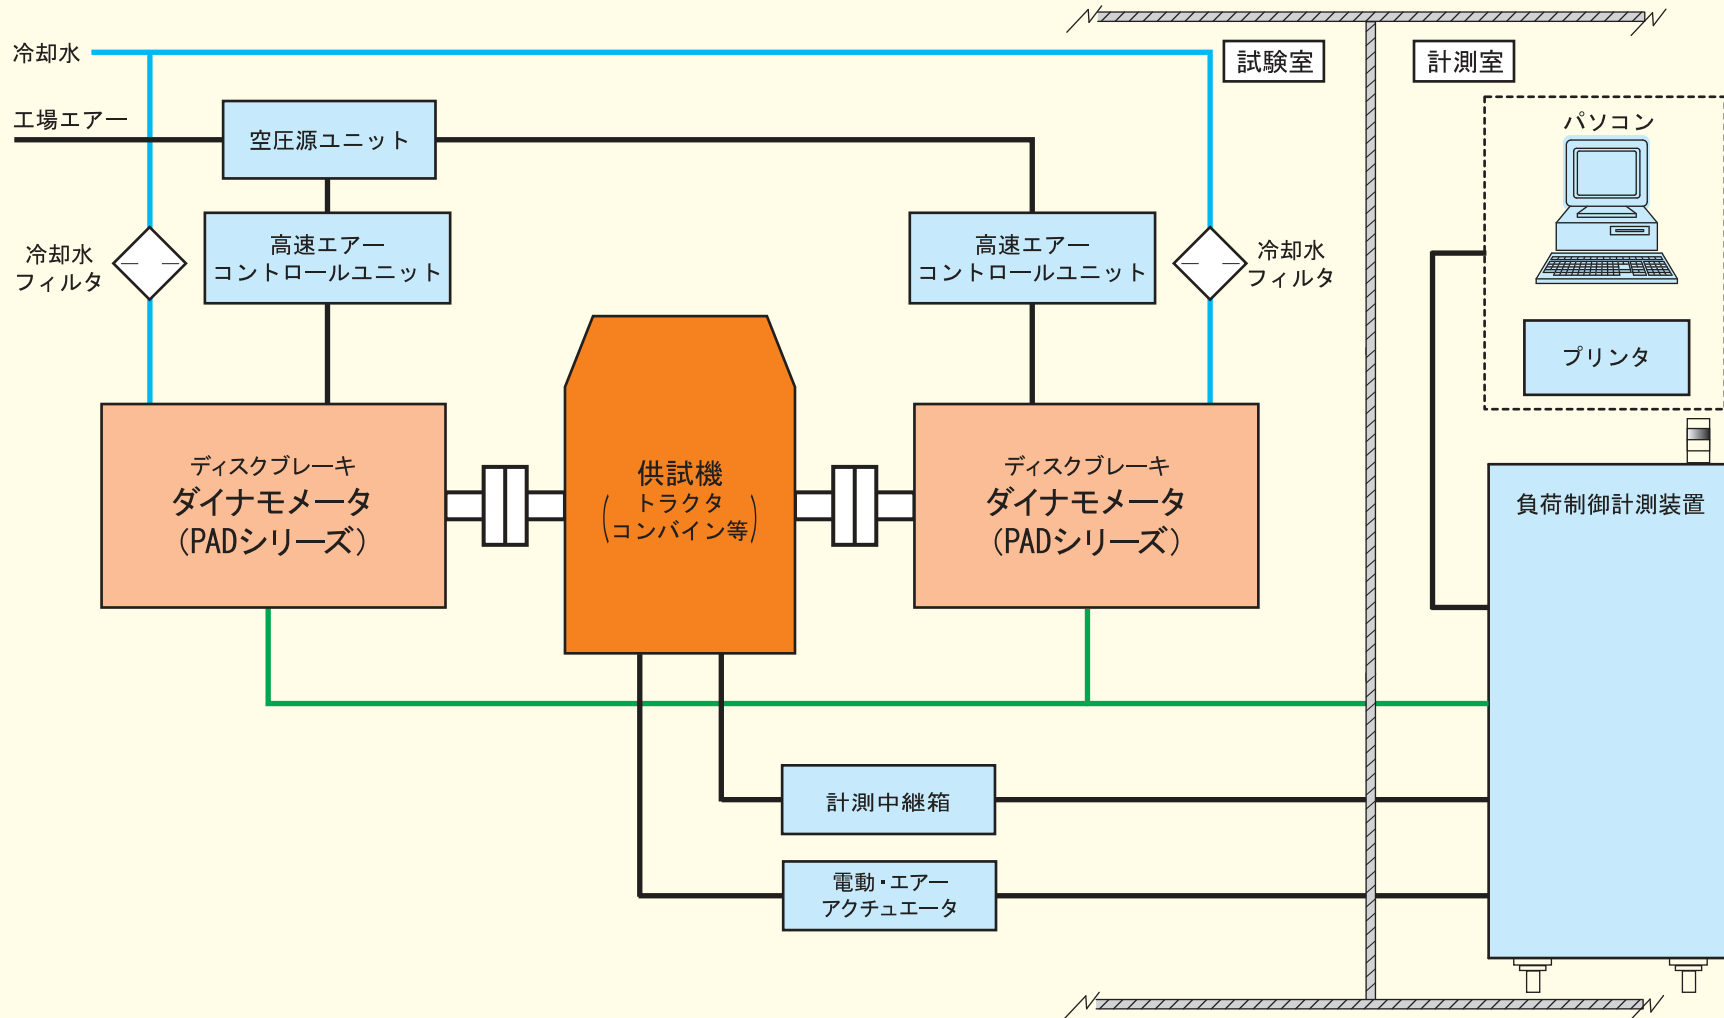 冷却水
試験室
計測室
工場エアー
空圧源ユニット
パソコン
冷却水
フィルタ
高速エアー
コントロールユニット
高速エアー
コントロールユニット
冷却水
フィルタ
プリンタ
ディスクブレーキ
ダイナモメータ
(PADシリーズ)
供試機
(トラクタ
コンバイン等)
ディスクブレーキ
ダイナモメータ
(PADシリーズ)
負荷制御計測装置
計測中継箱
電動・エアー
アクチュエータ